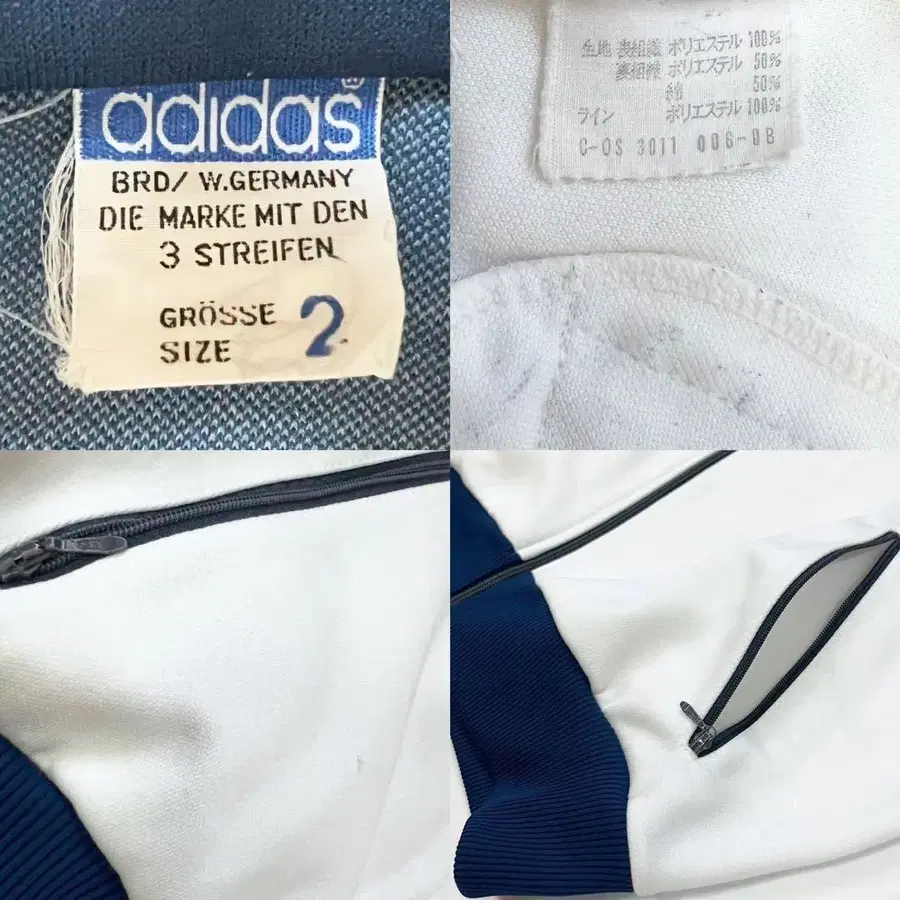 adidas®
BRD/ W.GERMANY
DIE MARKE MIT DEN
3 STREIFEN
GRÖSSE
SIZE 2
生地 表組織 ポリエステル 100%
裏組織 ポリエステル 50%
綿 50%
ライン ポリエステル 100%
C-OS 3011 006-0B